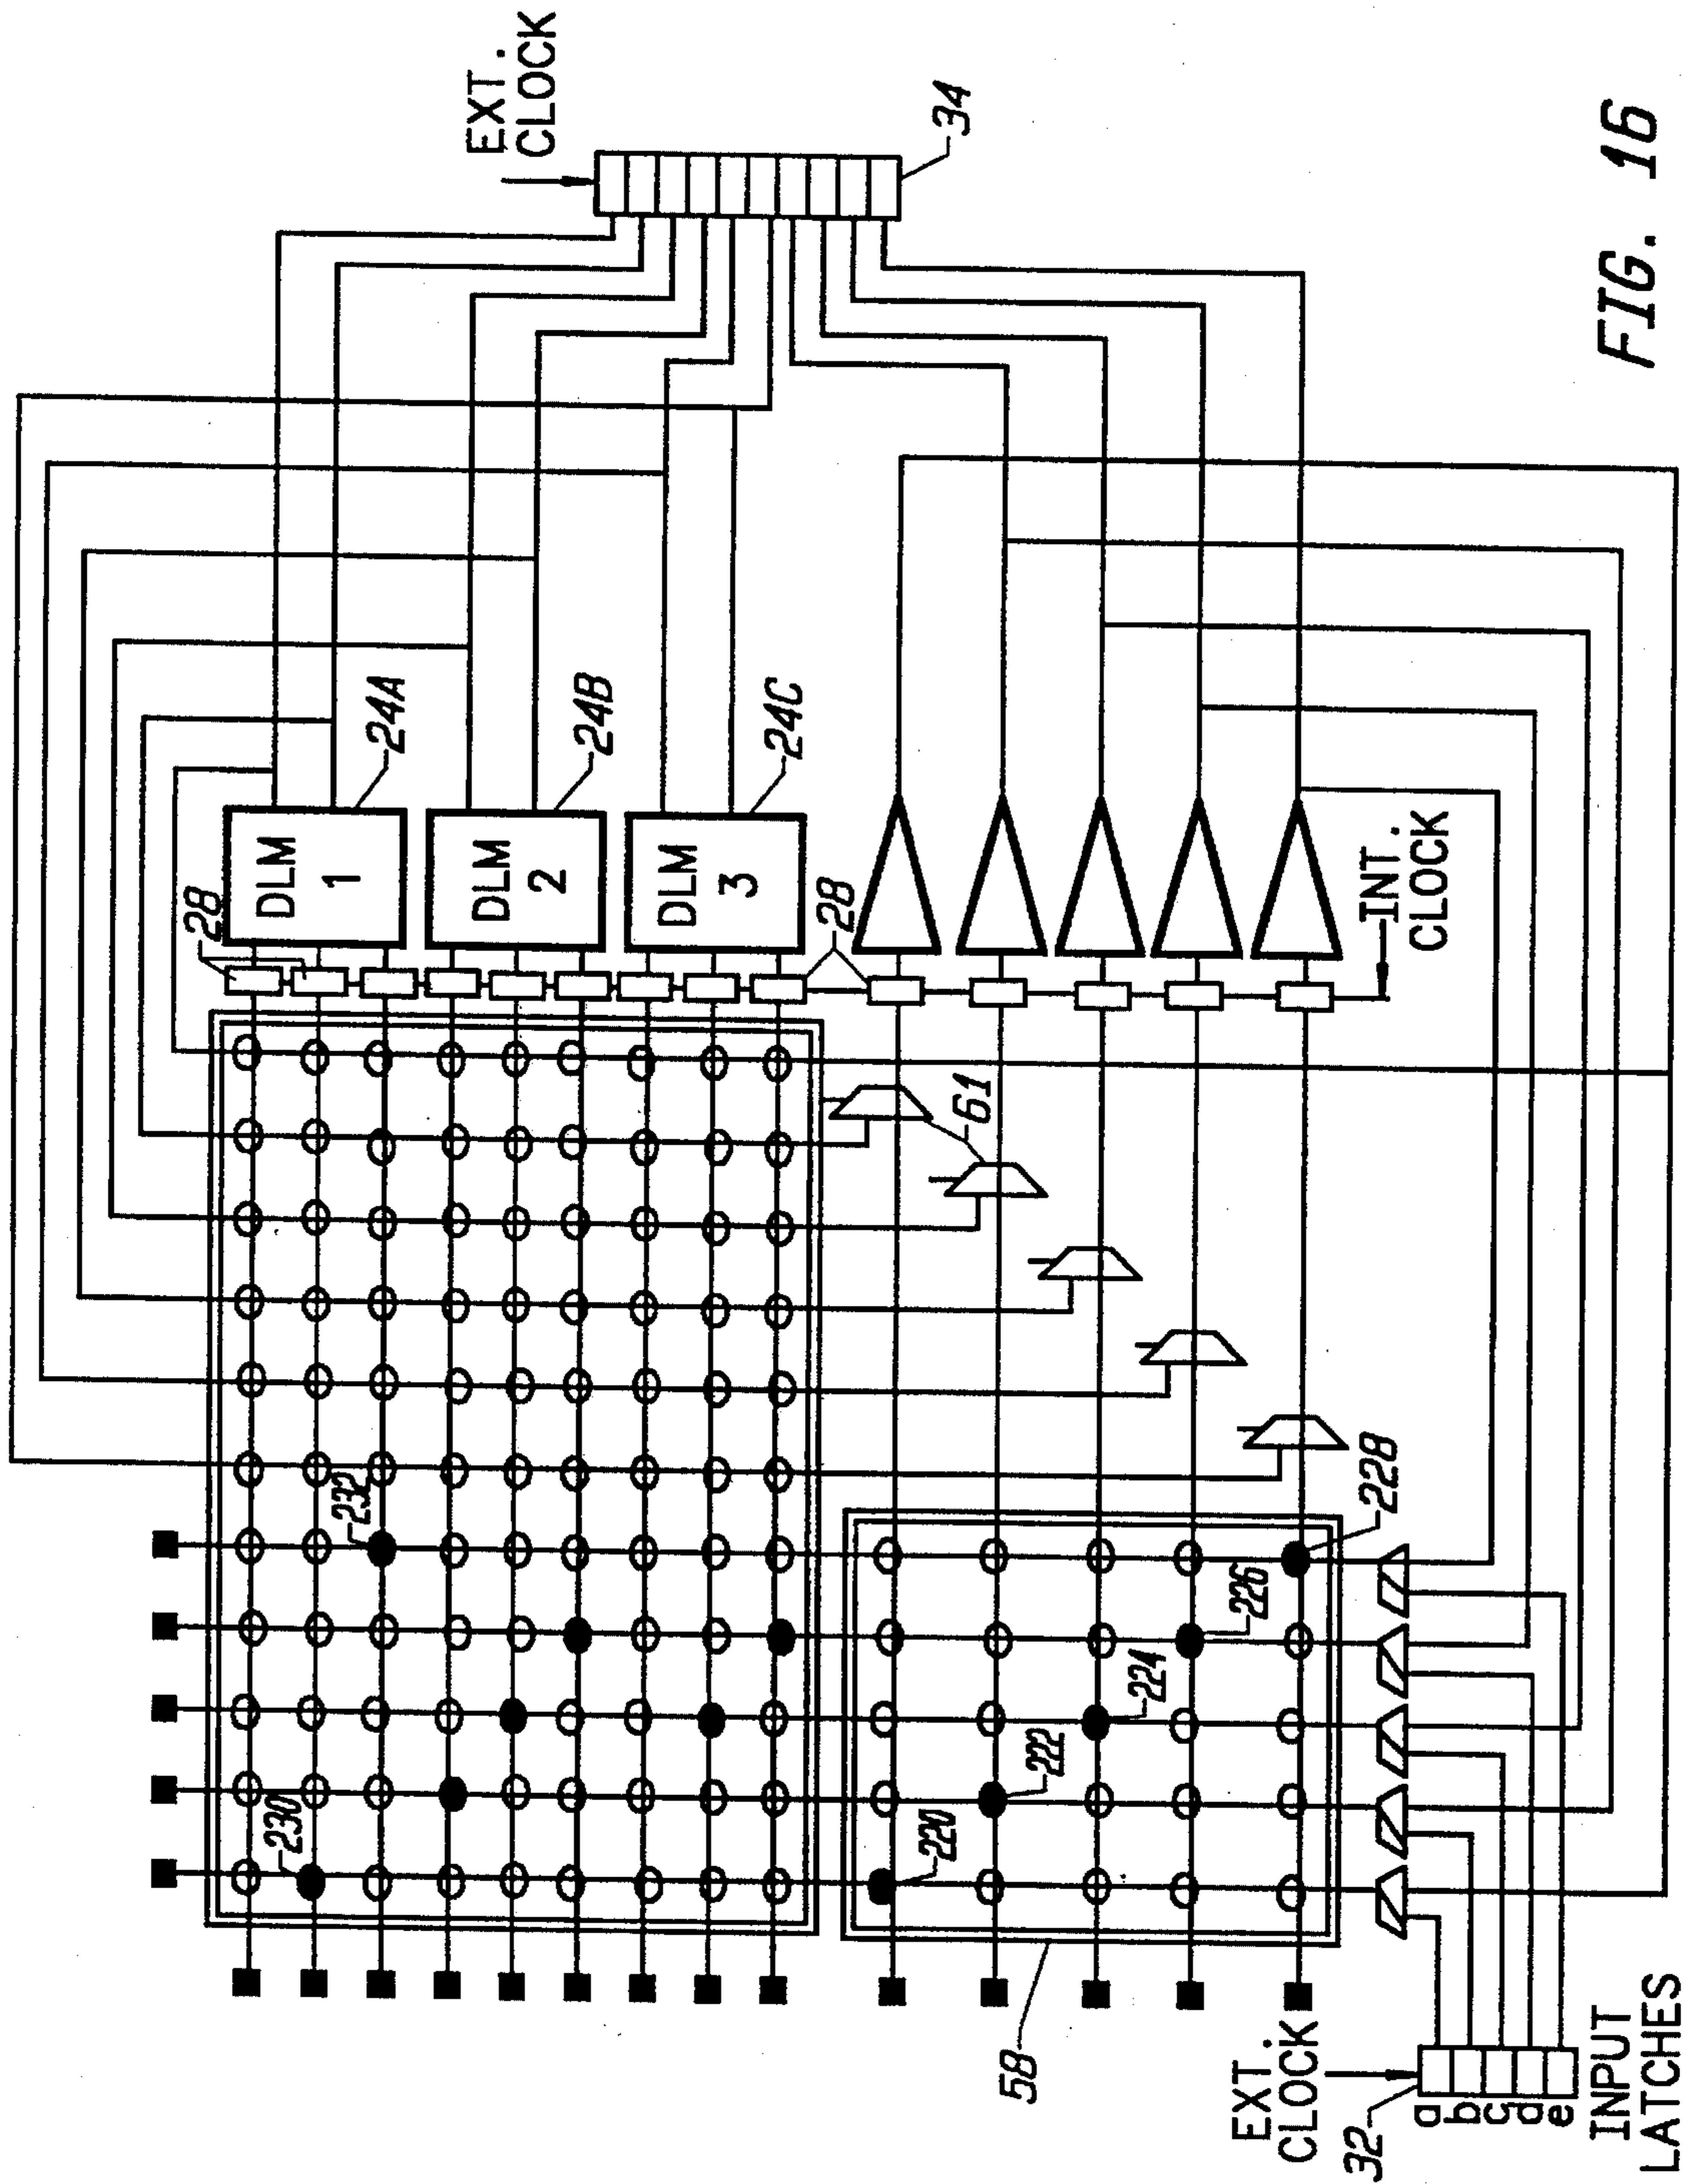 EXT.
CLOCK
34
28
DLM
1
24A
DLM
2
24B
DLM
3
24C
28
INT.
CLOCK
61
232
230
228
226
224
222
220
58
EXT.
CLOCK
32
a
b
c
d
e
INPUT
LATCHES
FIG. 16